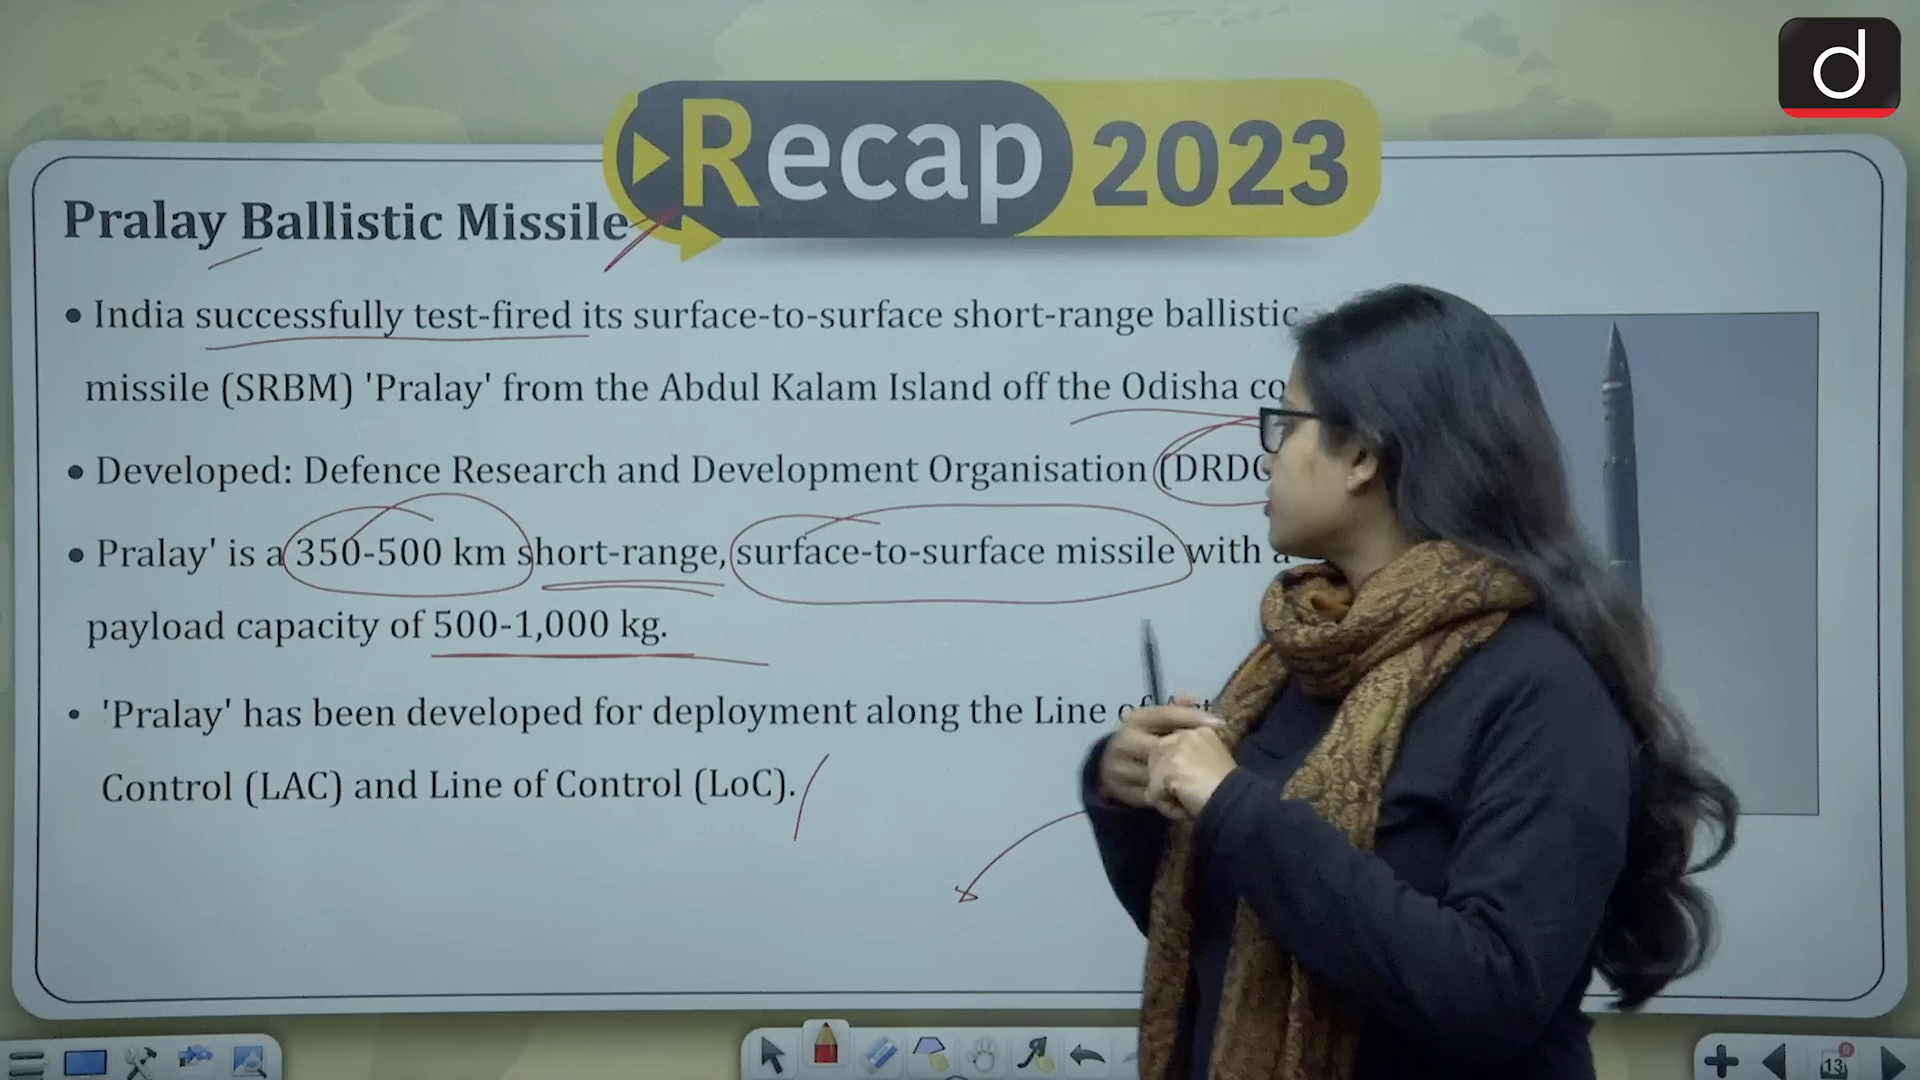 d
Recap 2023
Pralay Ballistic Missile
• India successfully test-fired its surface-to-surface short-range ballistic
missile (SRBM) 'Pralay' from the Abdul Kalam Island off the Odisha
• Developed: Defence Research and Development Organisation
• Pralay' is a 350-500 km short-range, surface-to-surface missile with a
payload capacity of 500-1,000 kg.
• 'Pralay' has been developed for deployment along the Line of
Control (LAC) and Line of Control (LoC).
13